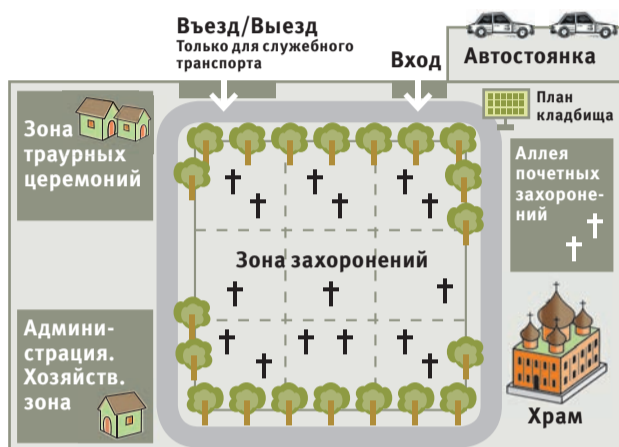 Въезд/Выезд
Только для служебного
транспорта
Вход
Автостоянка
План
кладбища
Зона
траурных
церемоний
Аллея
почетных
захороне-
ний
Зона захоронений
Админи-
страция.
Хозяйств.
зона
Храм